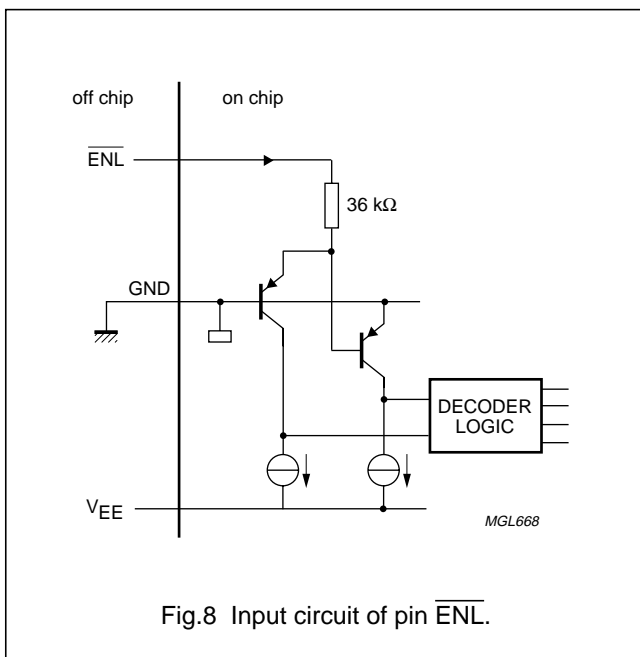 off chip
on chip
ENL
36 kΩ
GND
DECODER
LOGIC
VEE
MGL668
Fig.8 Input circuit of pin ENL.